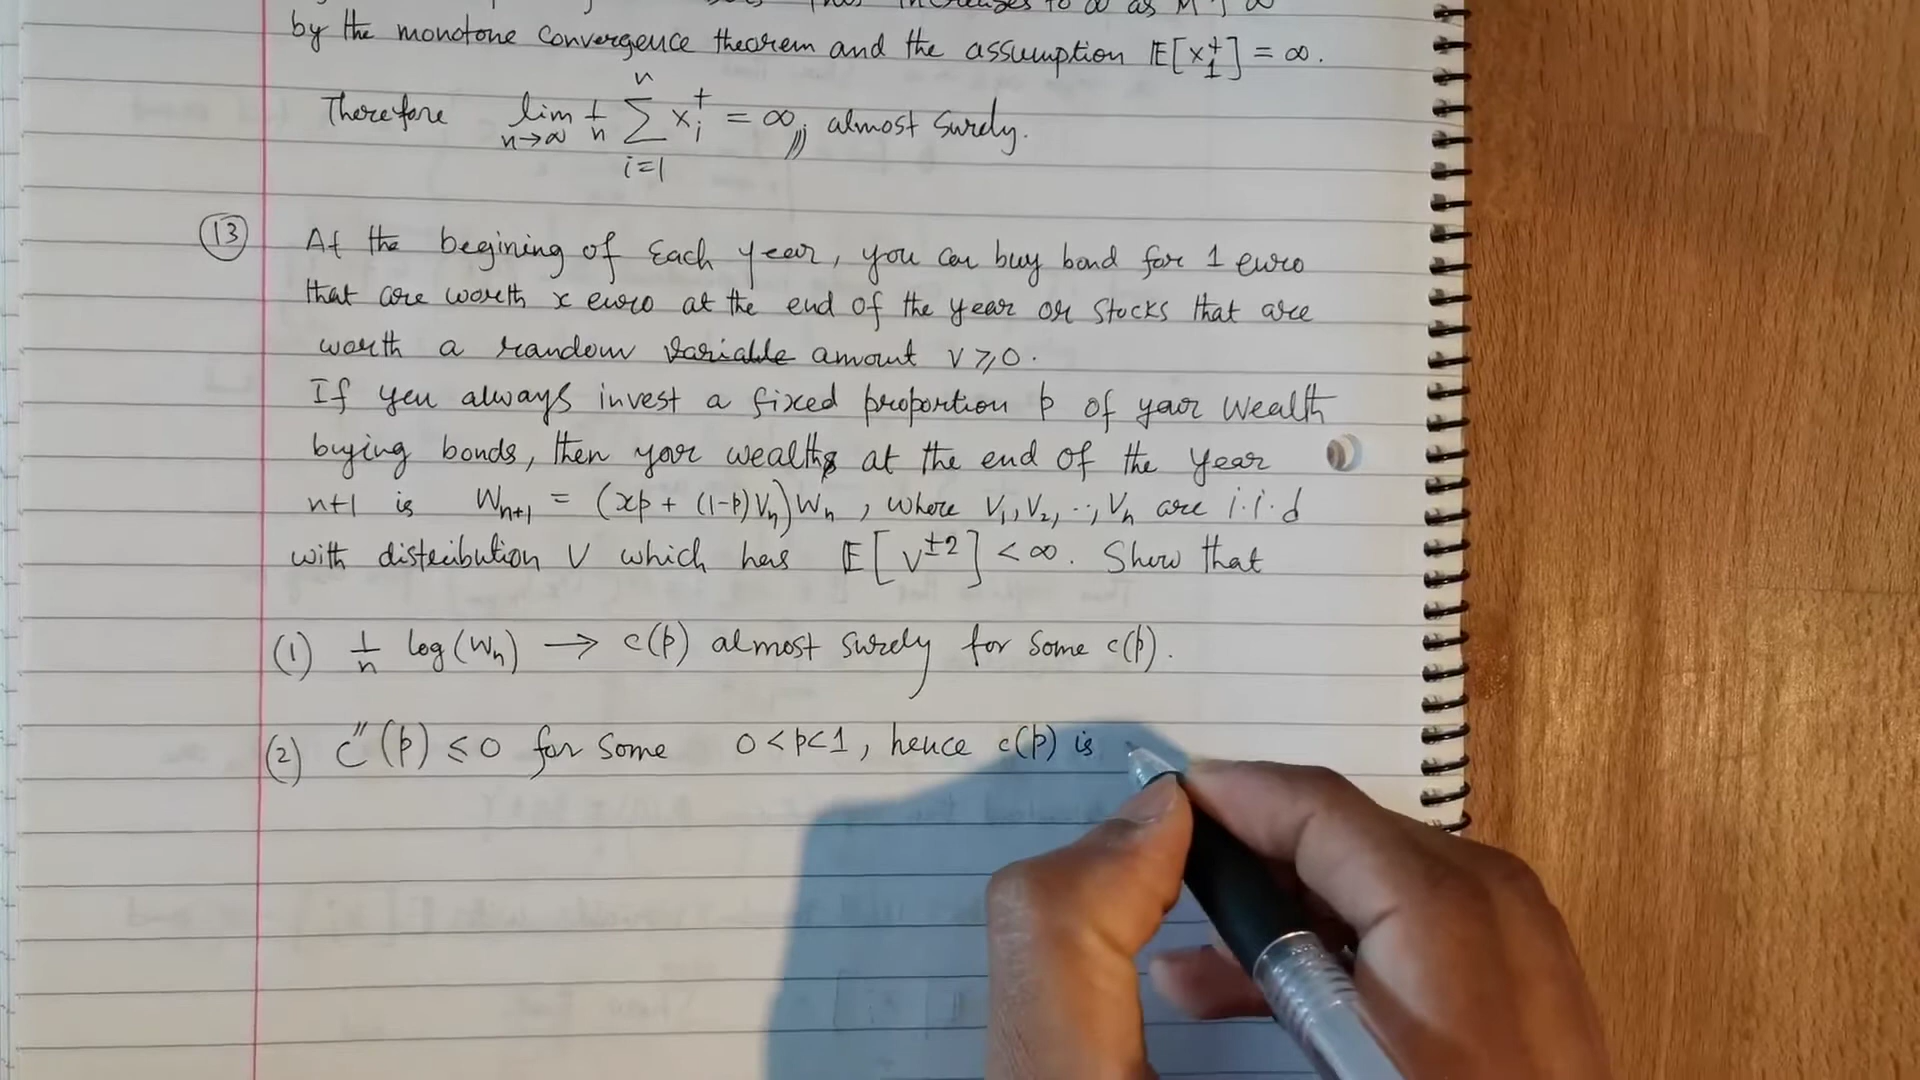 increases to ∞ as M ↑ ∞
by the monotone convergence theorem and the assumption E[X₁⁺] = ∞.
Therefore lim n→∞ 1/n Σ i=1 n Xᵢ⁺ = ∞,, almost surely.
(13) At the begining of Each year, you can buy bond for 1 euro
that are worth x euro at the end of the year or stocks that are
worth a random variable amount V ≥ 0.
If you always invest a fixed proportion p of your wealth
buying bonds, then your wealths at the end of the year
n+1 is Wₙ₊₁ = (xp + (1-p)Vₙ)Wₙ, where V₁, V₂, .., Vₙ are i.i.d
with distribution V which has E[V^±2] < ∞. Show that
(1) 1/n log(Wₙ) → c(p) almost surely for some c(p).
(2) c″(p) ≤ 0 for some 0<p<1, hence c(p) is